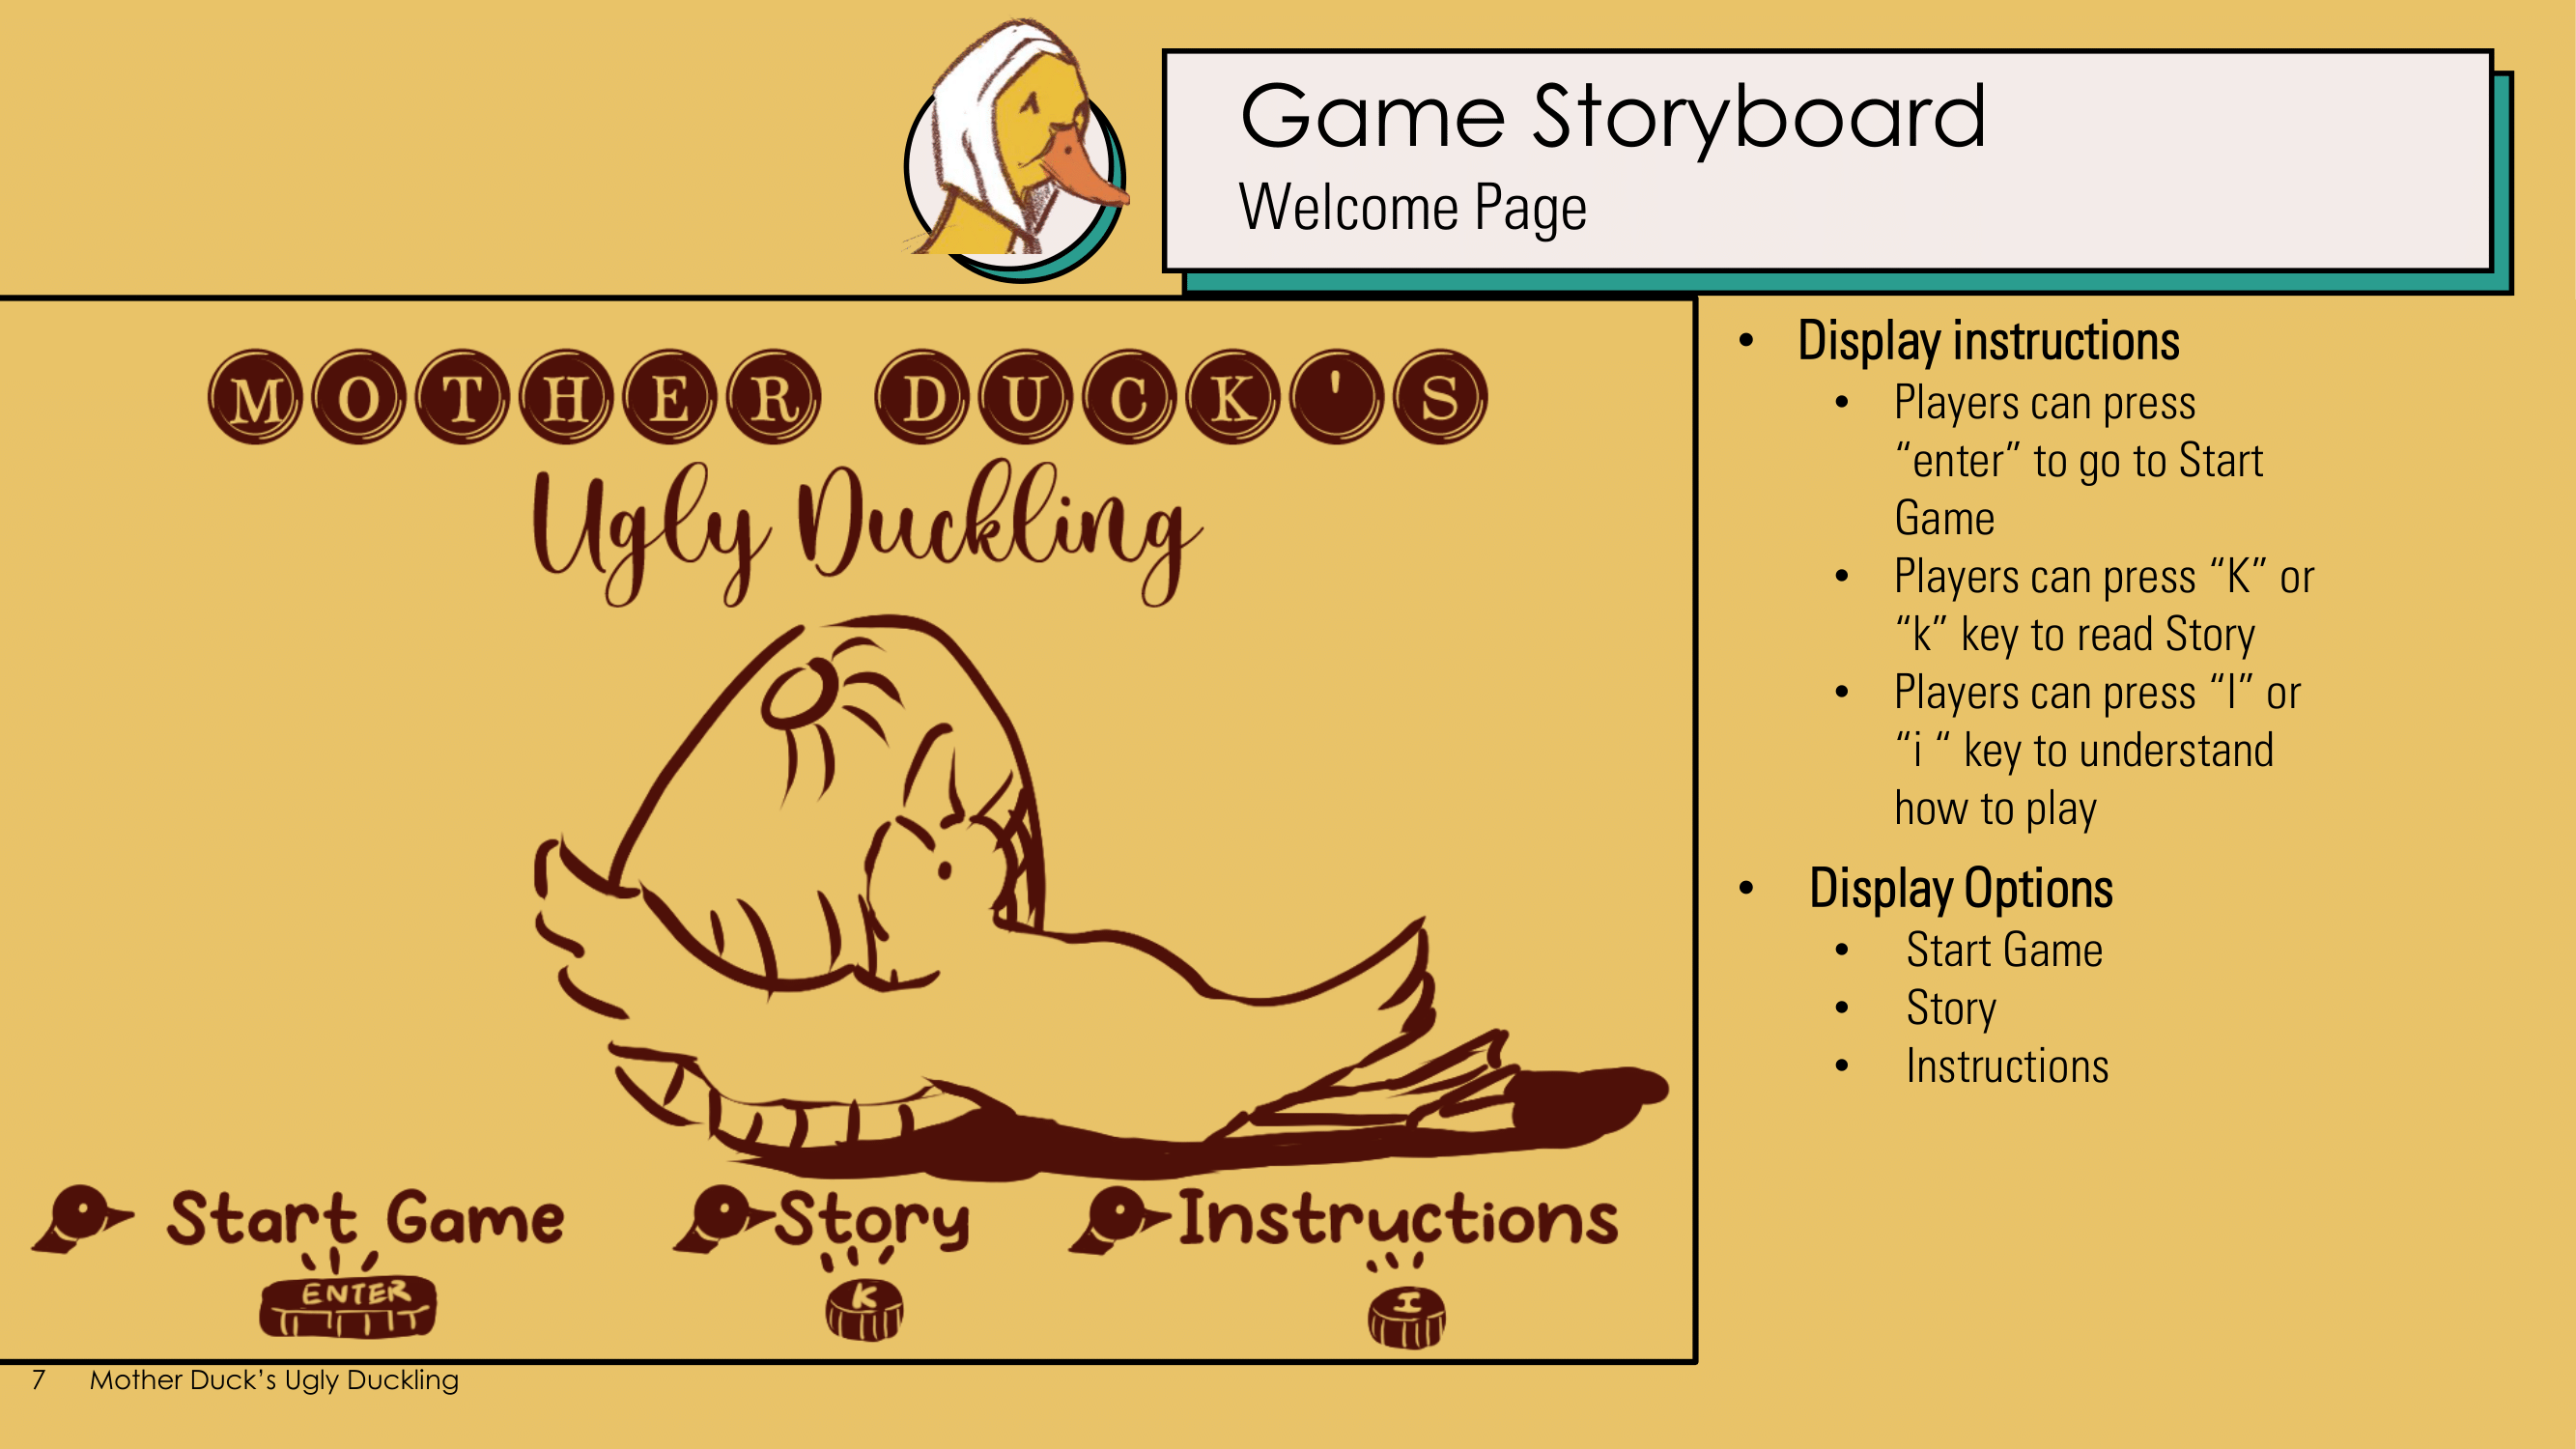 Game Storyboard
Welcome Page
MOTHER DUCK'S
Ugly Duckling
Start Game
Story
Instructions
ENTER
K
I
• Display instructions
• Players can press
“enter” to go to Start
Game
• Players can press “K” or
“k” key to read Story
• Players can press “I” or
“i “ key to understand
how to play
• Display Options
• Start Game
• Story
• Instructions
7 Mother Duck’s Ugly Duckling